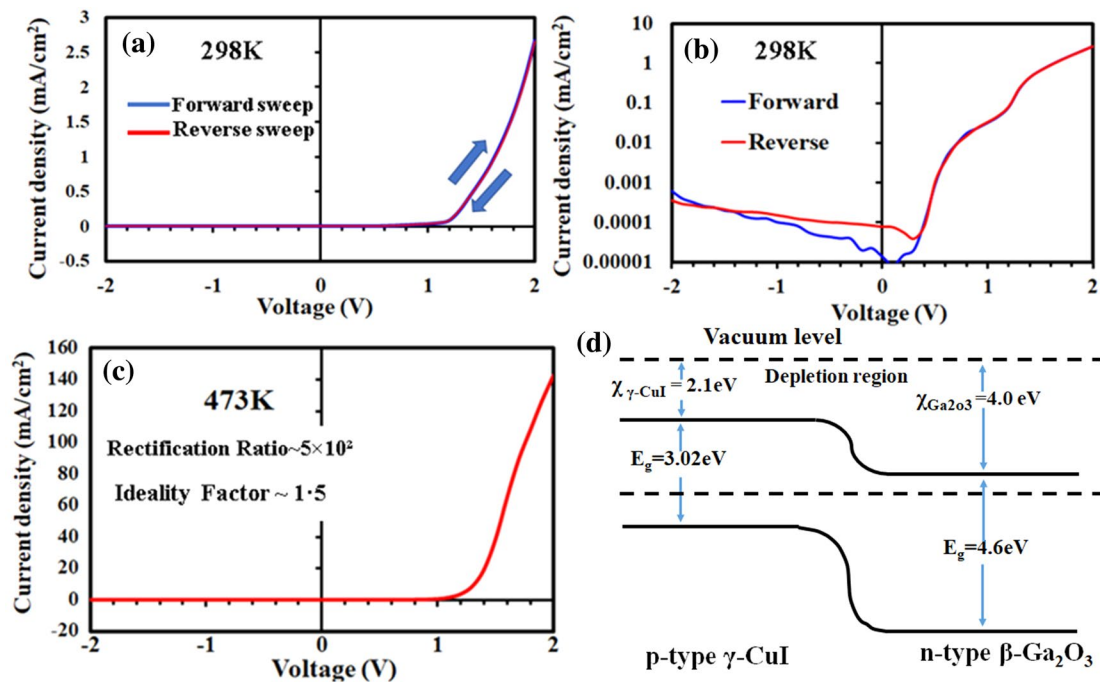 (a)
298K
Forward sweep
Reverse sweep
Current density (mA/cm²)
3
2.5
2
1.5
1
0.5
0
-0.5
-2 -1 0 1 2
Voltage (V)
(b)
298K
Forward
Reverse
Current density (mA/cm²)
10
1
0.1
0.01
0.001
0.0001
0.00001
-2 -1 0 1 2
Voltage (V)
(c)
473K
Rectification Ratio~5×10²
Ideality Factor ~ 1·5
Current density (mA/cm²)
160
140
120
100
80
60
40
20
0
-20
-2 -1 0 1 2
Voltage (V)
(d)
Vacuum level
Depletion region
χγ-CuI = 2.1eV
χGa2o3 =4.0 eV
Eg=3.02eV
Eg=4.6eV
p-type γ-CuI
n-type β-Ga₂O₃